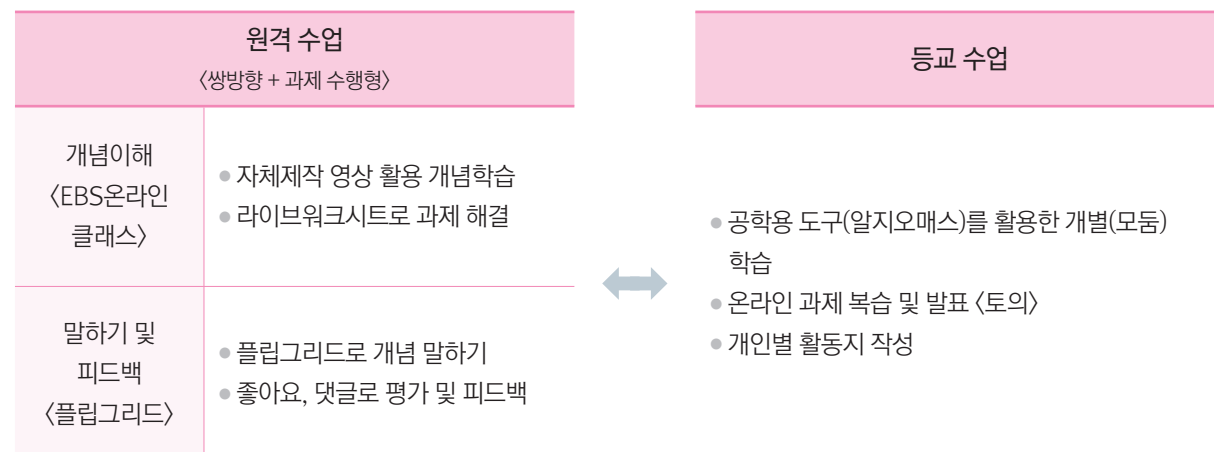 원격 수업
〈쌍방향 + 과제 수행형〉
개념이해
〈EBS온라인
클래스〉
● 자체제작 영상 활용 개념학습
● 라이브워크시트로 과제 해결
말하기 및
피드백
〈플립그리드〉
● 플립그리드로 개념 말하기
● 좋아요, 댓글로 평가 및 피드백
등교 수업
● 공학용 도구(알지오매스)를 활용한 개별(모둠)
학습
● 온라인 과제 복습 및 발표 〈토의〉
● 개인별 활동지 작성